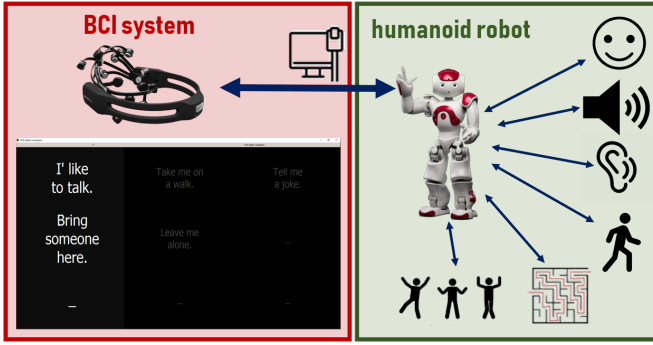 BCI system
humanoid robot
I' like
to talk.
Take me on
a walk.
Tell me
a joke.
Bring
someone
here.
Leave me
alone.
_
_
_
_